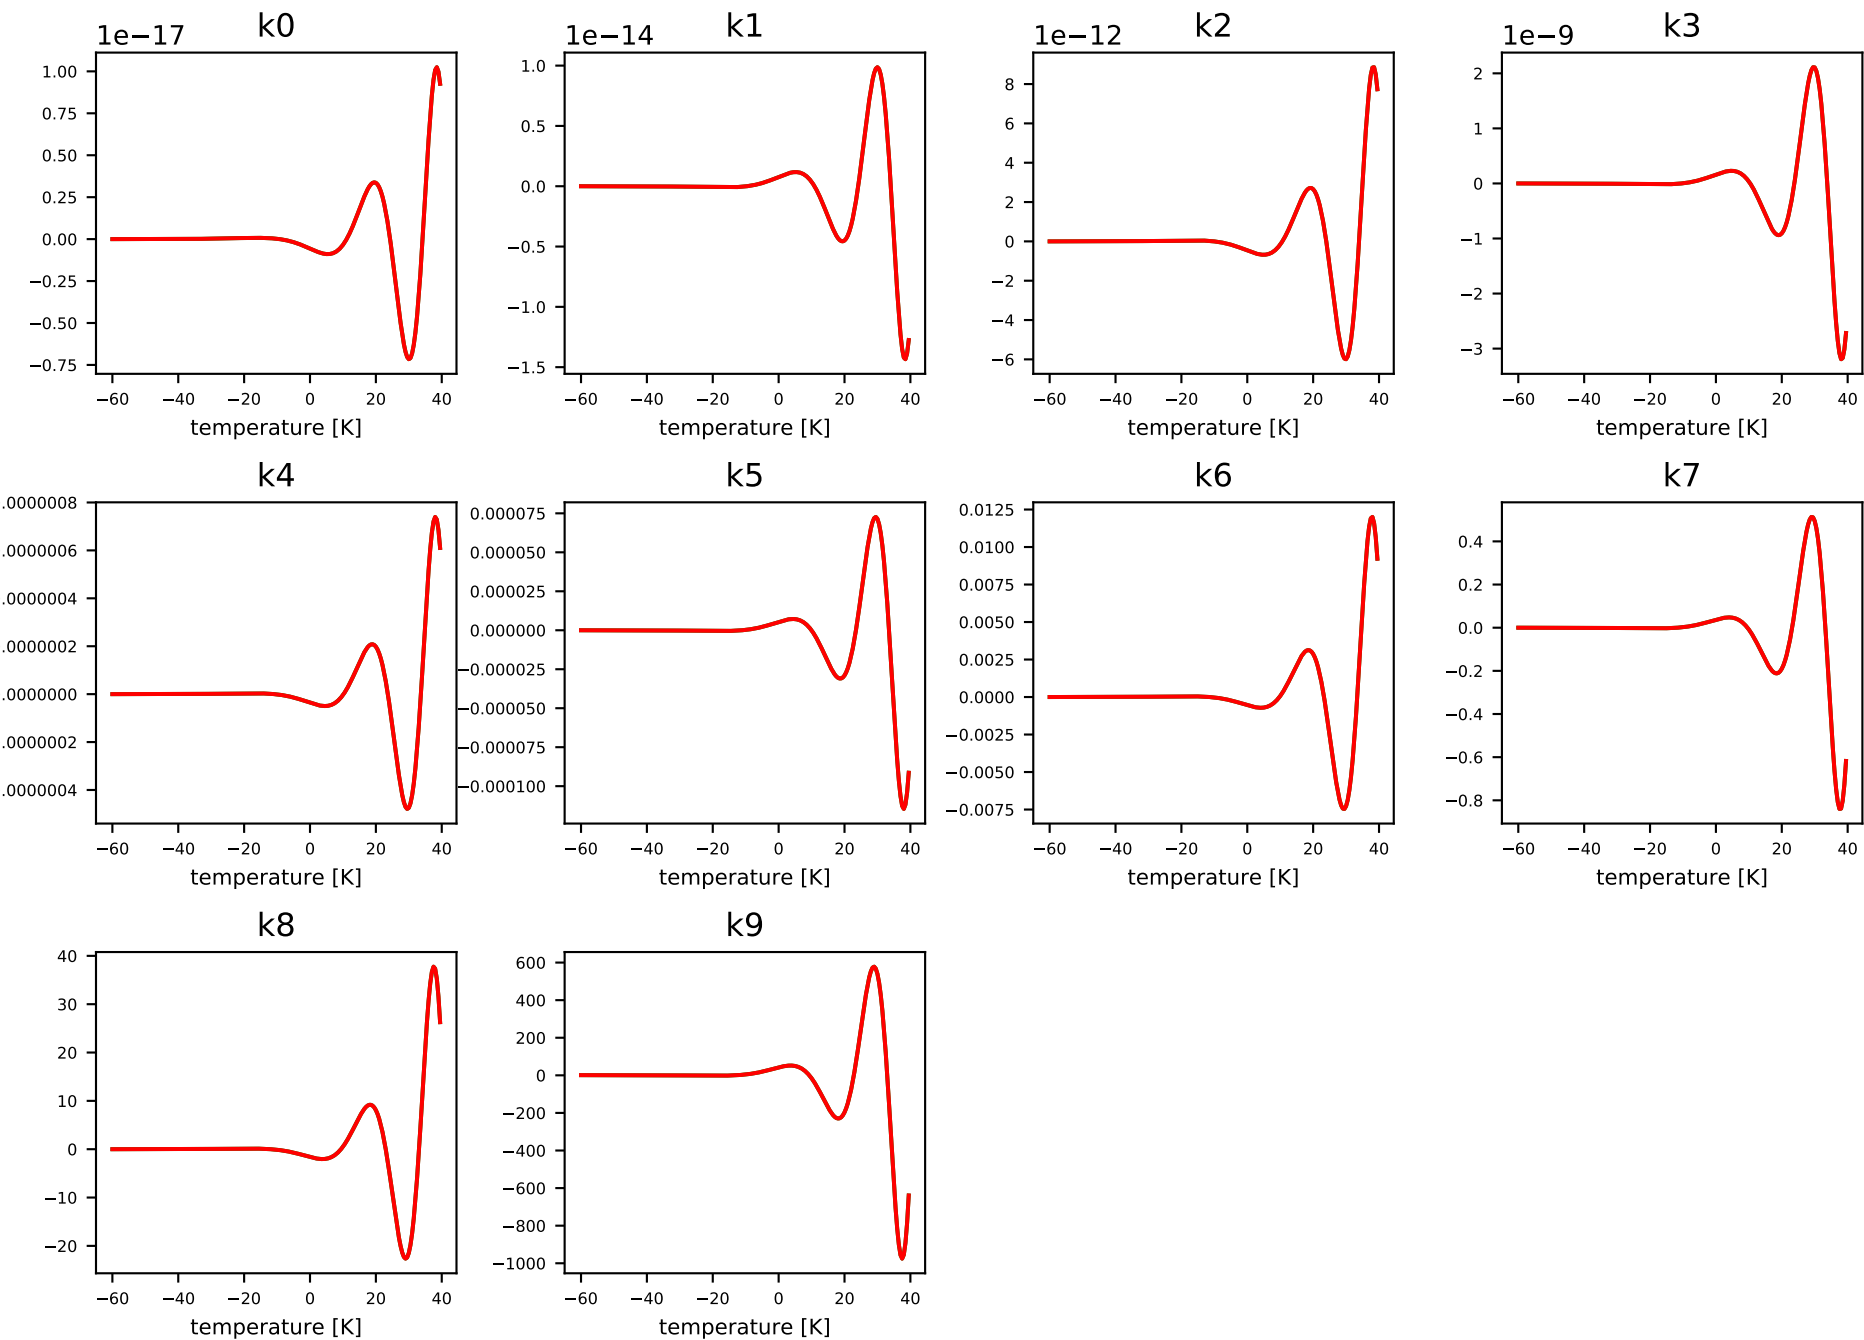 k0
1e−17
1.00
0.75
0.50
0.25
0.00
−0.25
−0.50
−0.75
−60 −40 −20 0 20 40
temperature [K]
k1
1e−14
1.0
0.5
0.0
−0.5
−1.0
−1.5
−60 −40 −20 0 20 40
temperature [K]
k2
1e−12
8
6
4
2
0
−2
−4
−6
−60 −40 −20 0 20 40
temperature [K]
k3
1e−9
2
1
0
−1
−2
−3
−60 −40 −20 0 20 40
temperature [K]
k4
.0000008
.0000006
.0000004
.0000002
.0000000
.0000002
.0000004
−60 −40 −20 0 20 40
temperature [K]
k5
0.000075
0.000050
0.000025
0.000000
−0.000025
−0.000050
−0.000075
−0.000100
−60 −40 −20 0 20 40
temperature [K]
k6
0.0125
0.0100
0.0075
0.0050
0.0025
0.0000
−0.0025
−0.0050
−0.0075
−60 −40 −20 0 20 40
temperature [K]
k7
0.4
0.2
0.0
−0.2
−0.4
−0.6
−0.8
−60 −40 −20 0 20 40
temperature [K]
k8
40
30
20
10
0
−10
−20
−60 −40 −20 0 20 40
temperature [K]
k9
600
400
200
0
−200
−400
−600
−800
−1000
−60 −40 −20 0 20 40
temperature [K]